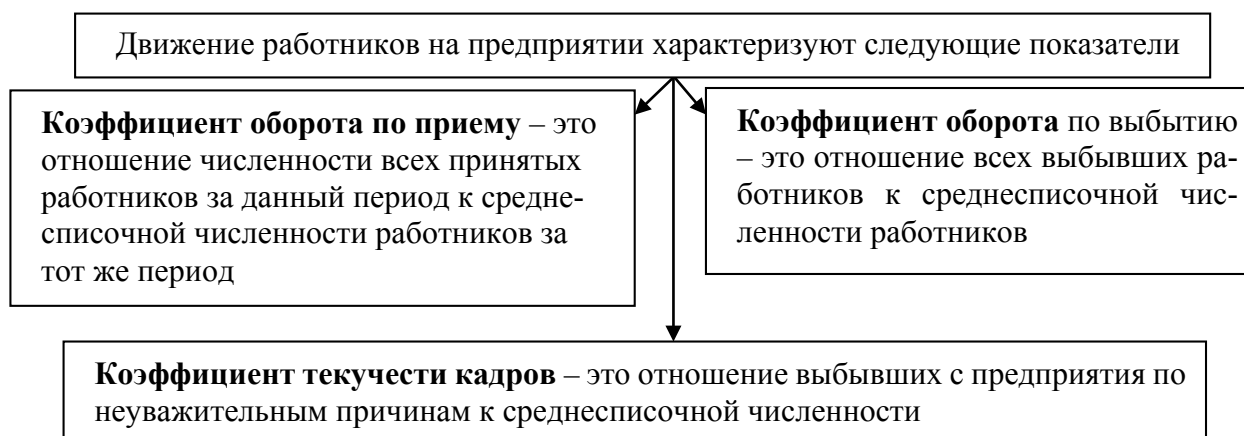 Движение работников на предприятии характеризуют следующие показатели
Коэффициент оборота по приему – это
отношение численности всех принятых
работников за данный период к средне-
списочной численности работников за
тот же период
Коэффициент оборота по выбытию
– это отношение всех выбывших ра-
ботников к среднесписочной чис-
ленности работников
Коэффициент текучести кадров – это отношение выбывших с предприятия по
неуважительным причинам к среднесписочной численности